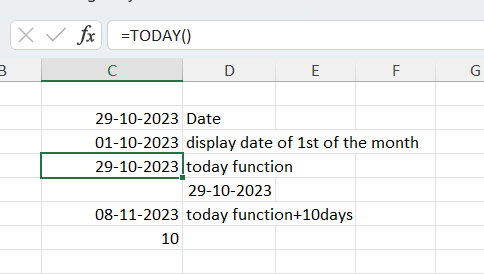 fx =TODAY()
B C D E F G
29-10-2023 Date
01-10-2023 display date of 1st of the month
29-10-2023 today function
29-10-2023
08-11-2023 today function+10days
10